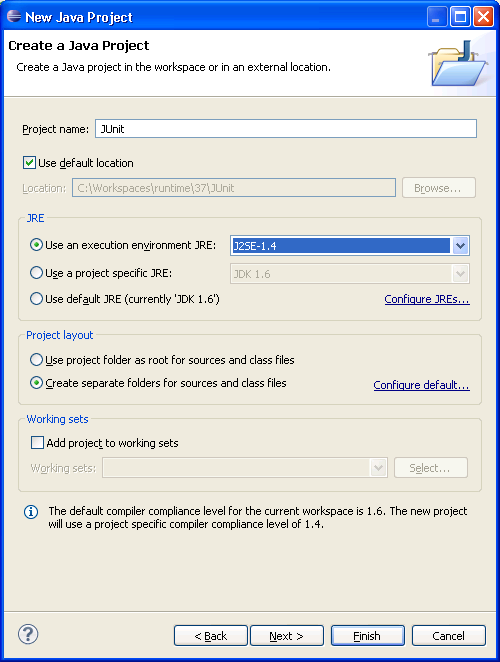 New Java Project
Create a Java Project
Create a Java project in the workspace or in an external location.
Project name: JUnit
Use default location
Location: C:\Workspaces\runtime\37\JUnit Browse...
JRE
Use an execution environment JRE: J2SE-1.4
Use a project specific JRE: JDK 1.6
Use default JRE (currently 'JDK 1.6') Configure JREs...
Project layout
Use project folder as root for sources and class files
Create separate folders for sources and class files Configure default...
Working sets
Add project to working sets
Working sets: Select...
The default compiler compliance level for the current workspace is 1.6. The new project
will use a project specific compiler compliance level of 1.4.
? < Back Next > Finish Cancel